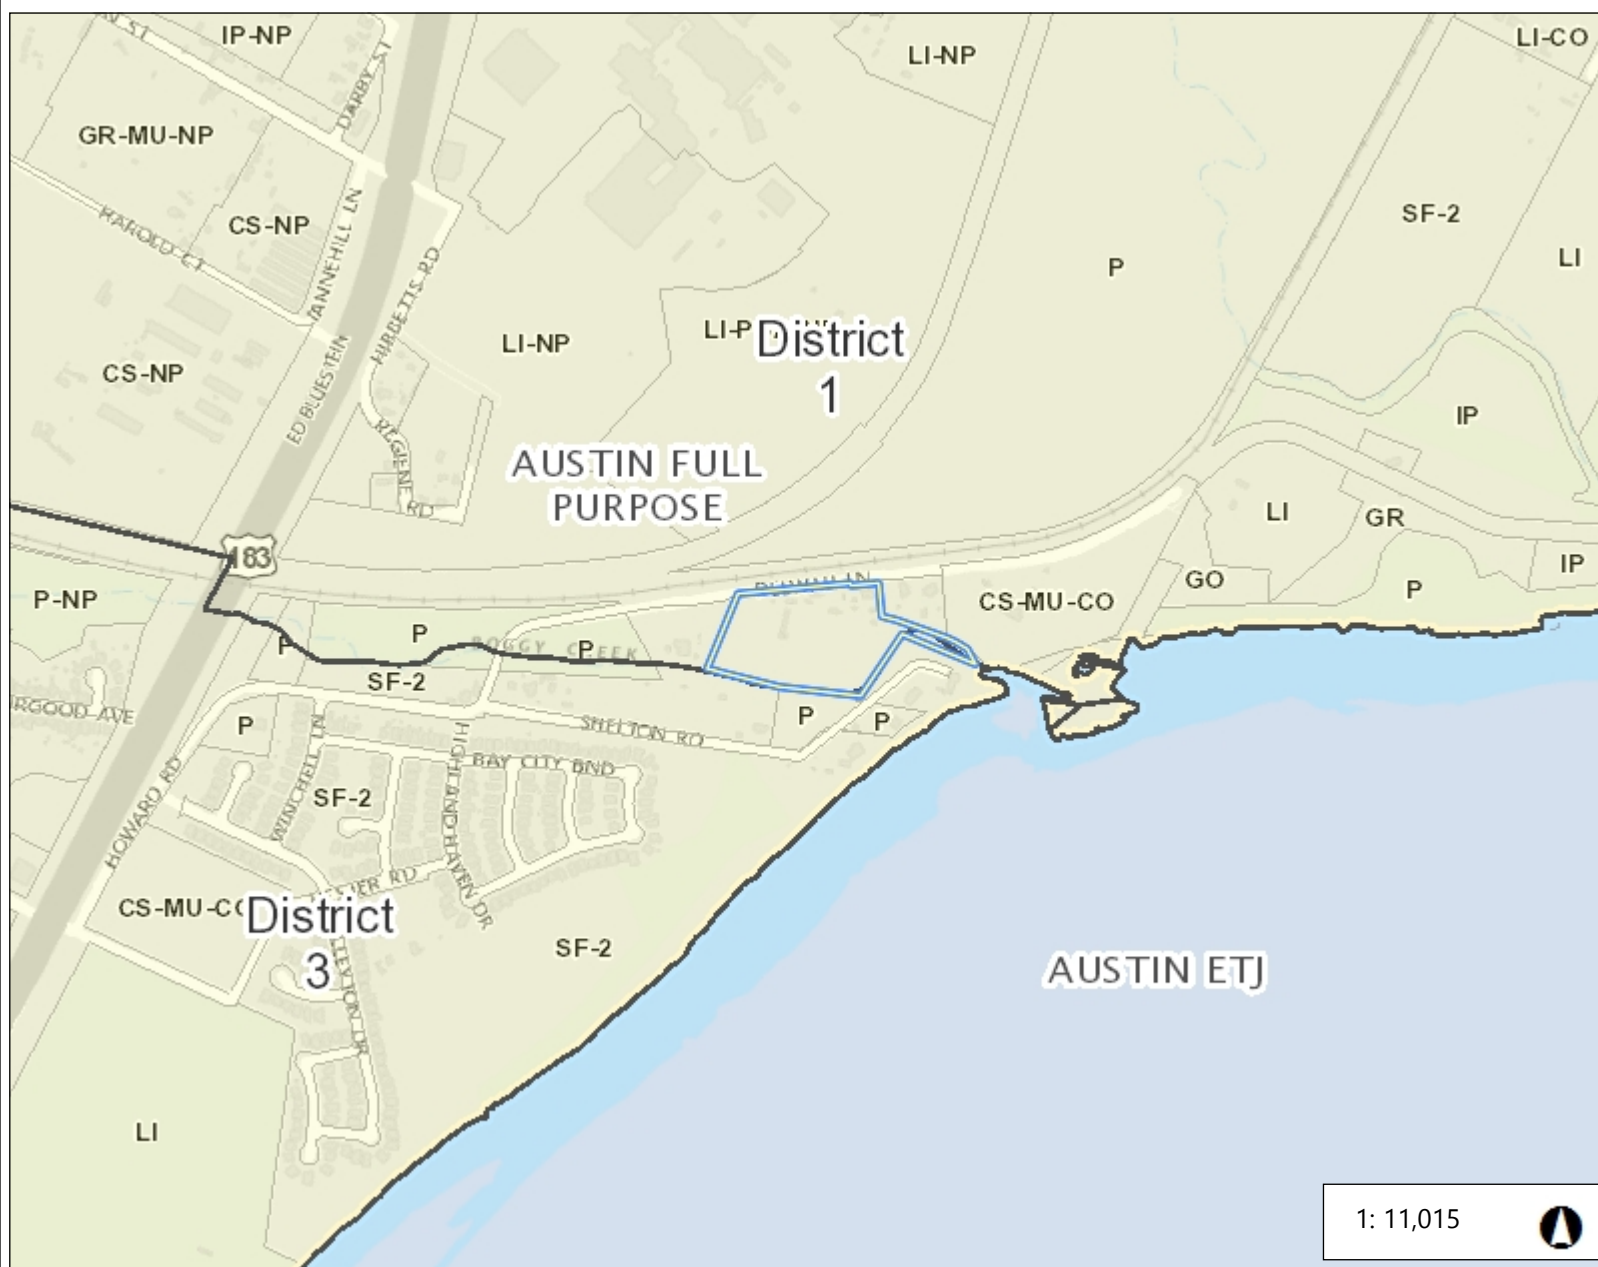 IP-NP
LI-NP
LI-CO
DARBY ST
GR-MU-NP
CS-NP
HAROLD CT
TANNEHILL LN
HIBBETTS RD
SF-2
LI
P
CS-NP
ED BLUESTEIN
LI-NP
District
1
REGIENE RD
IP
AUSTIN FULL
PURPOSE
LI
GR
183
IP
P-NP
GO
P
CS-MU-CO
P
P
BOGGY CREEK
P
SF-2
P
SHELTON RD
P
P
HOWARD RD
WINCHELL LN
HIGHLAND HAVEN DR
BAY CITY BND
SF-2
CS-MU-CO
District
3
SF-2
AUSTIN ETJ
LI
1: 11,015